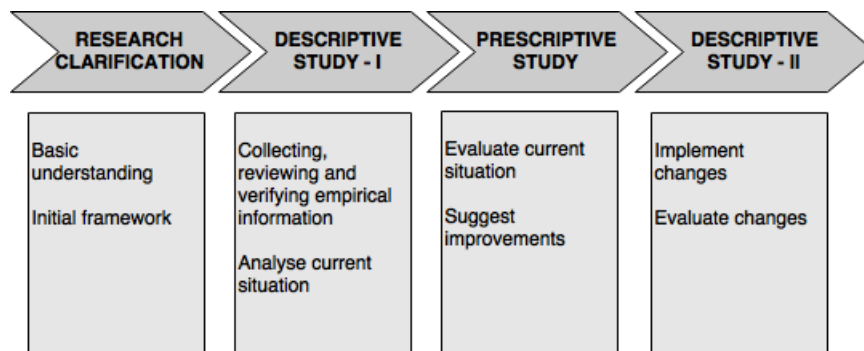 RESEARCH
CLARIFICATION
DESCRIPTIVE
STUDY - I
PRESCRIPTIVE
STUDY
DESCRIPTIVE
STUDY - II
Basic
understanding
Initial framework
Collecting,
reviewing and
verifying empirical
information
Analyse current
situation
Evaluate current
situation
Suggest
improvements
Implement
changes
Evaluate changes